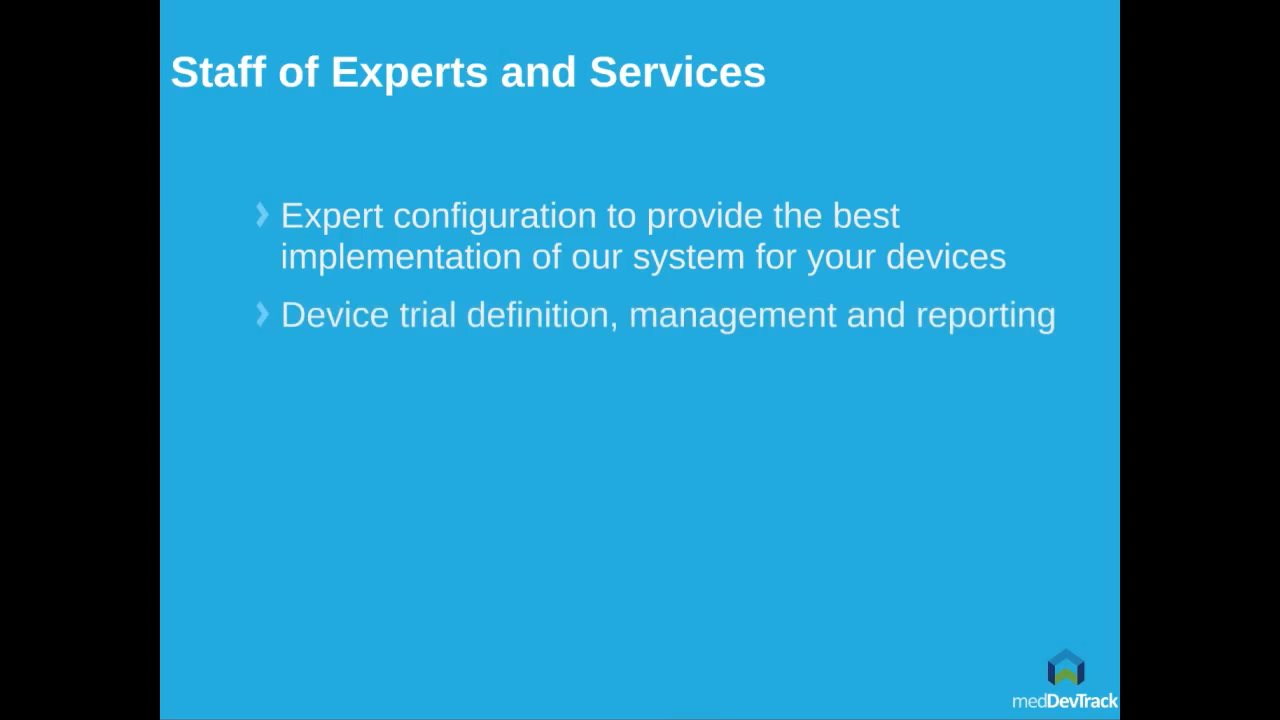 Staff of Experts and Services
Expert configuration to provide the best
implementation of our system for your devices
Device trial definition, management and reporting
medDevTrack